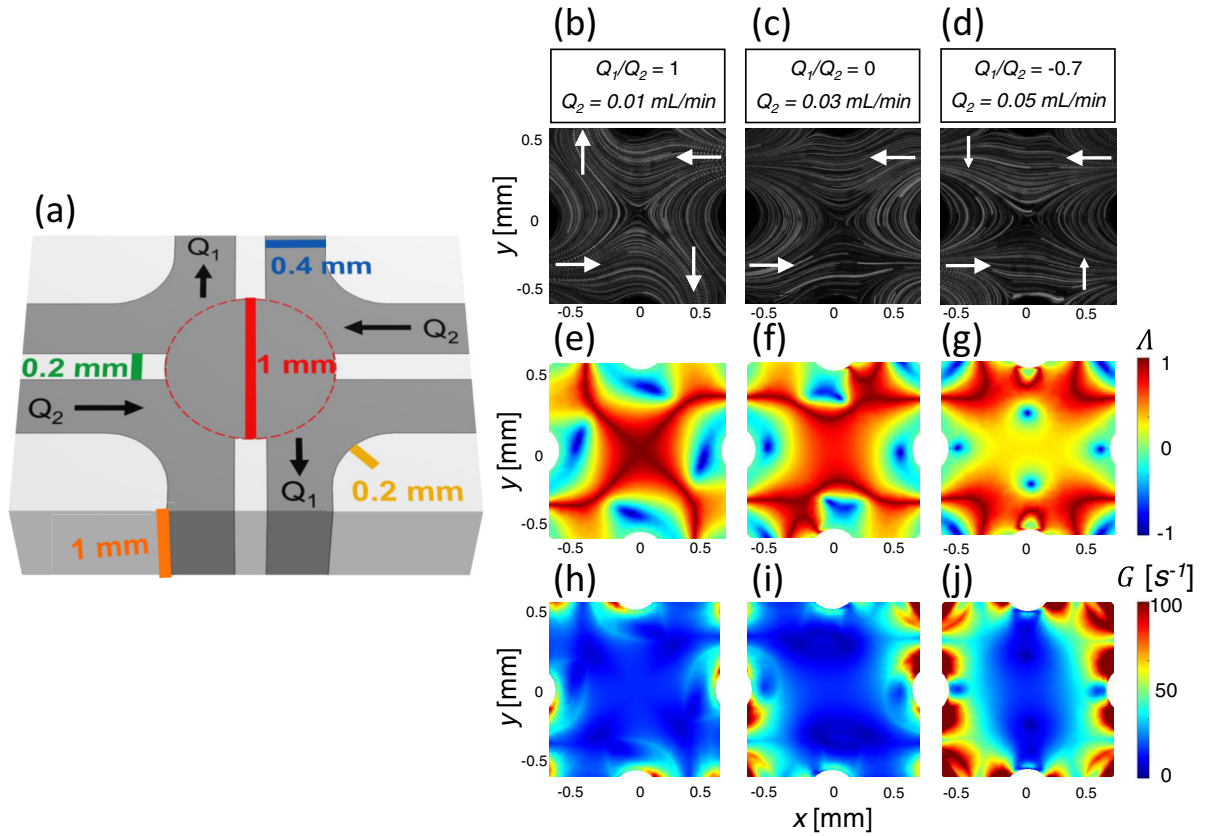 (b) (c) (d)
Q1/Q2 = 1
Q2 = 0.01 mL/min
Q1/Q2 = 0
Q2 = 0.03 mL/min
Q1/Q2 = -0.7
Q2 = 0.05 mL/min
(a)
Q1
0.4 mm
Q2
0.2 mm
1 mm
Q2
Q1
0.2 mm
1 mm
y [mm]
0.5
0
-0.5
-0.5 0 0.5 -0.5 0 0.5 -0.5 0 0.5
(e) (f) (g) Λ
y [mm]
0.5
0
-0.5
-0.5 0 0.5 -0.5 0 0.5 -0.5 0 0.5
1
0
-1
(h) (i) (j) G [s-1]
y [mm]
0.5
0
-0.5
-0.5 0 0.5 -0.5 0 0.5 -0.5 0 0.5
100
50
0
x [mm]